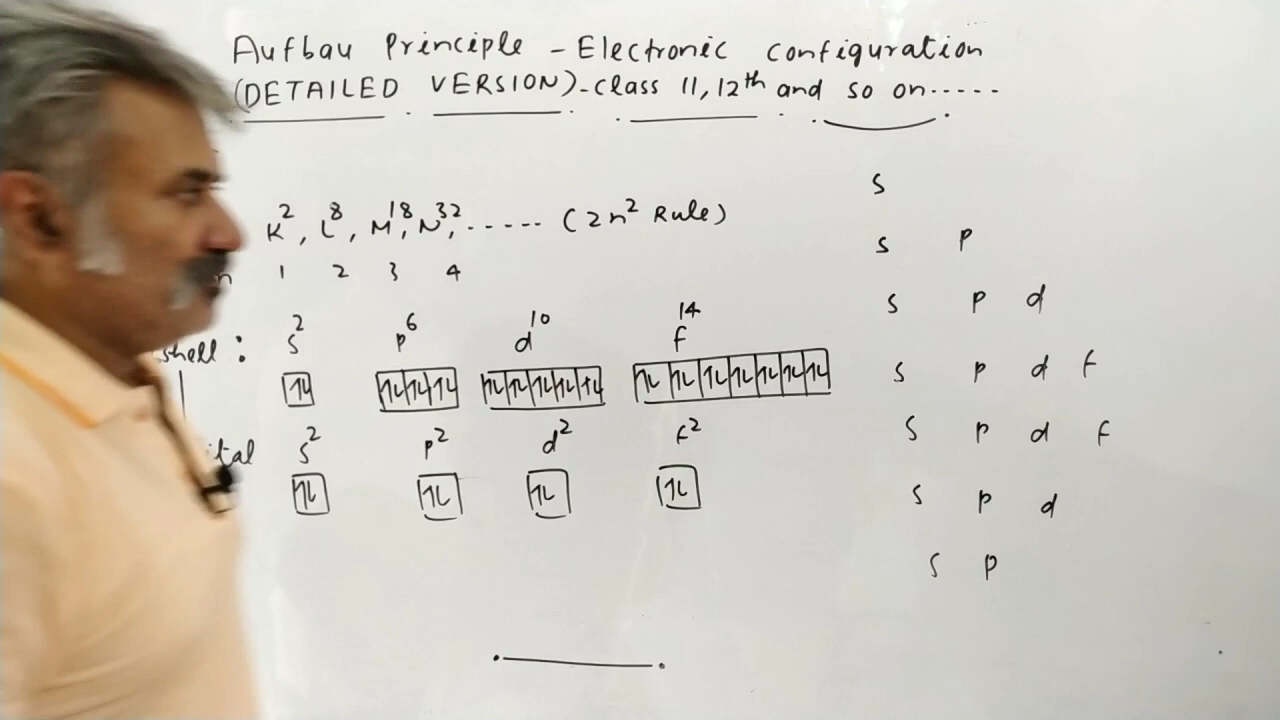 Aufbau Principle - Electronic configuration
(DETAILED VERSION)-class 11, 12th and so on-----
K², L⁸, M¹⁸, N³², ----- (2n² Rule)
n 1 2 3 4
shell: s² p⁶ d¹⁰ f¹⁴
s² p² d² f²
s
s p
s p d
s p d f
s p d f
s p d
s p